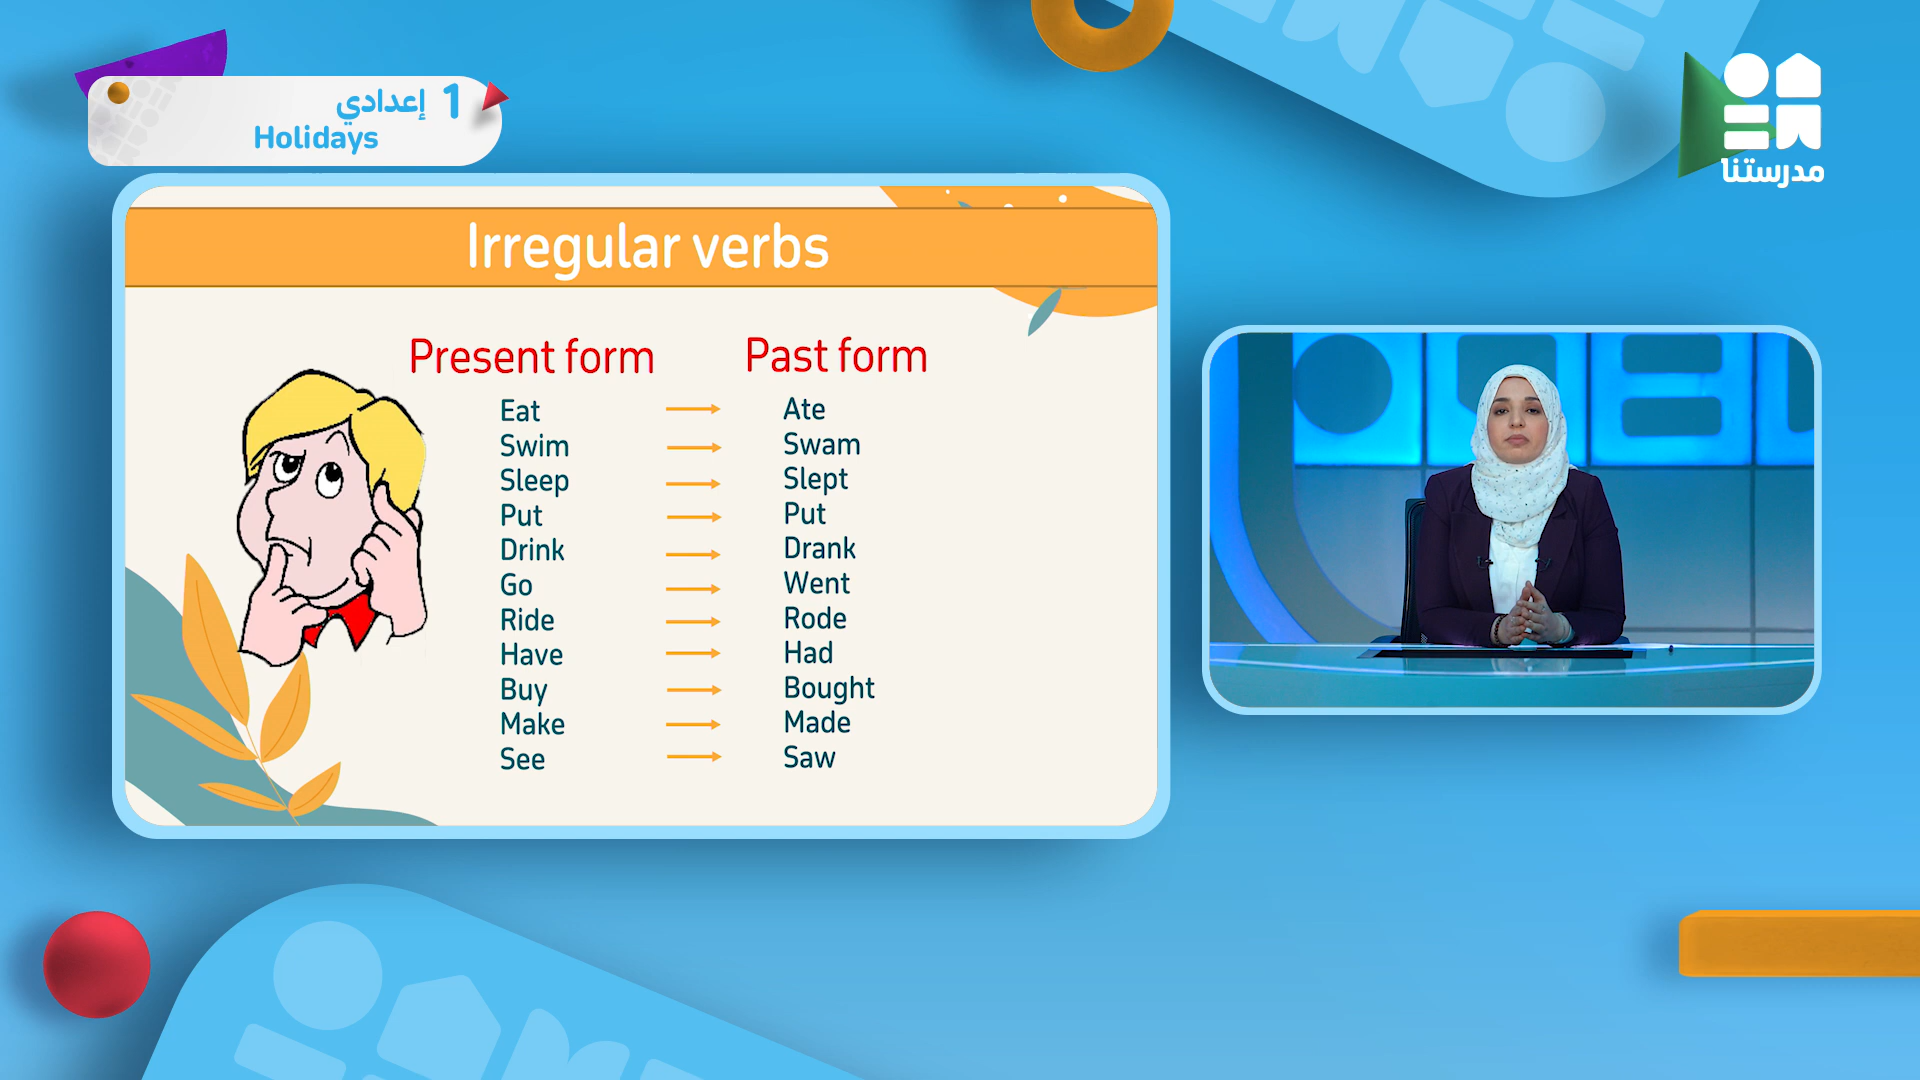 1 إعدادي
Holidays
مدرستنا
Irregular verbs
Present form Past form
Eat Ate
Swim Swam
Sleep Slept
Put Put
Drink Drank
Go Went
Ride Rode
Have Had
Buy Bought
Make Made
See Saw